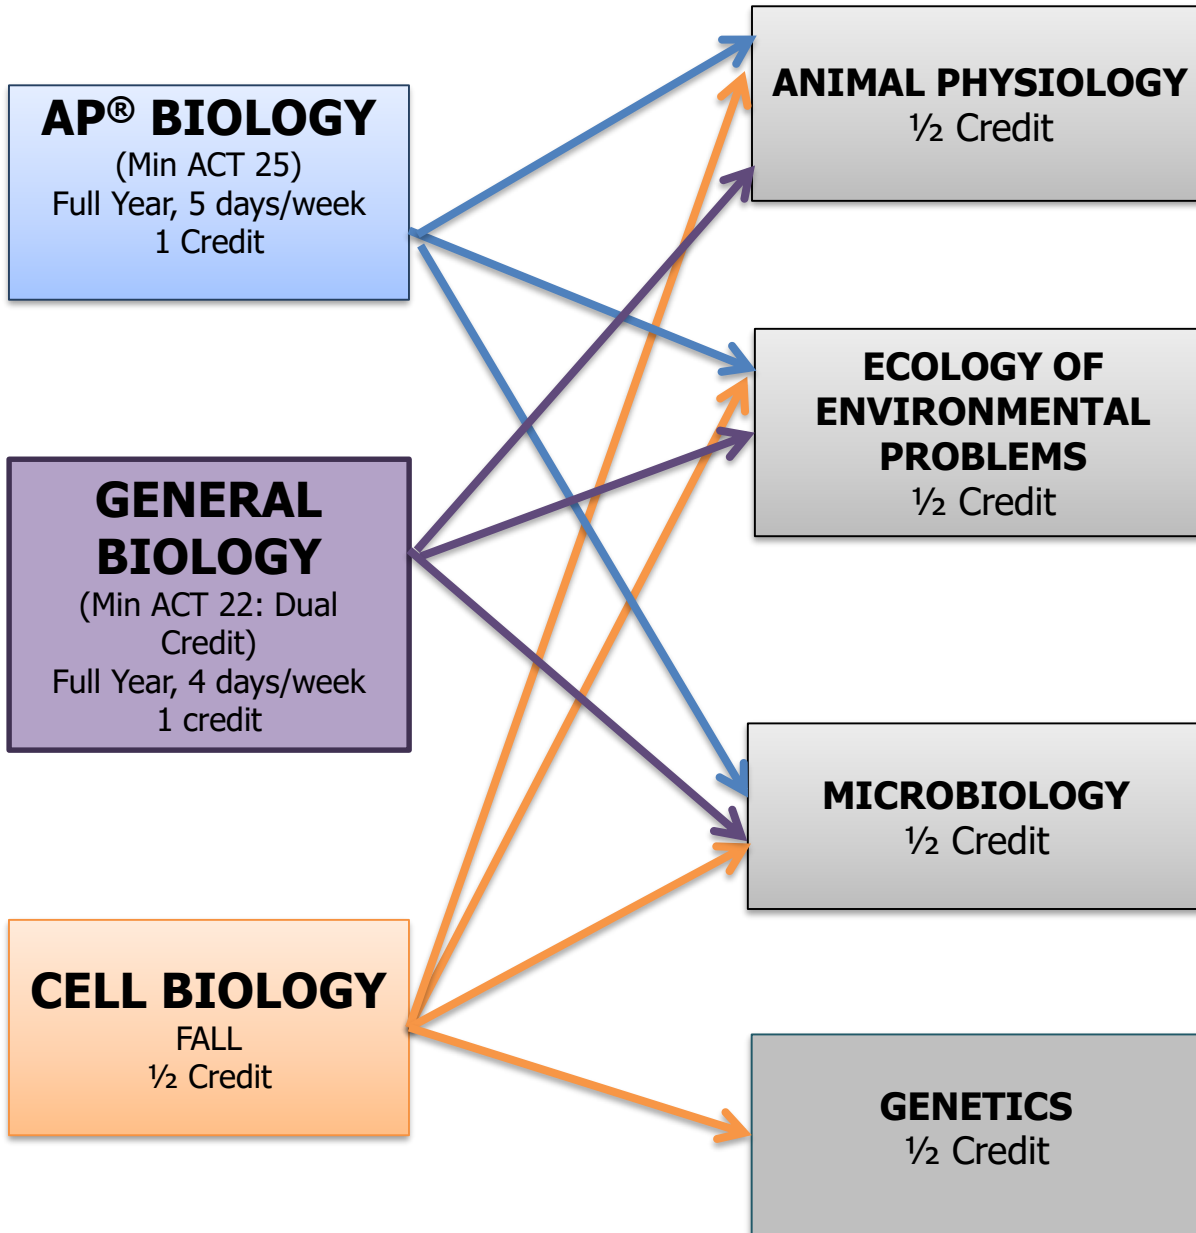 AP® BIOLOGY
(Min ACT 25)
Full Year, 5 days/week
1 Credit
GENERAL
BIOLOGY
(Min ACT 22: Dual
Credit)
Full Year, 4 days/week
1 credit
CELL BIOLOGY
FALL
½ Credit
ANIMAL PHYSIOLOGY
½ Credit
ECOLOGY OF
ENVIRONMENTAL
PROBLEMS
½ Credit
MICROBIOLOGY
½ Credit
GENETICS
½ Credit